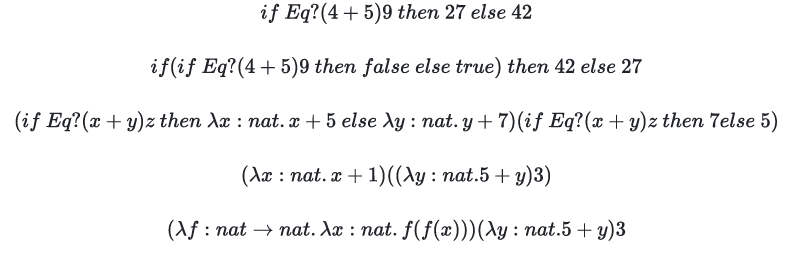 if Eq?(4 + 5)9 then 27 else 42
if(if Eq?(4 + 5)9 then false else true) then 42 else 27
(if Eq?(x + y)z then λx : nat. x + 5 else λy : nat. y + 7)(if Eq?(x + y)z then 7else 5)
(λx : nat. x + 1)((λy : nat.5 + y)3)
(λf : nat → nat. λx : nat. f(f(x)))(λy : nat.5 + y)3